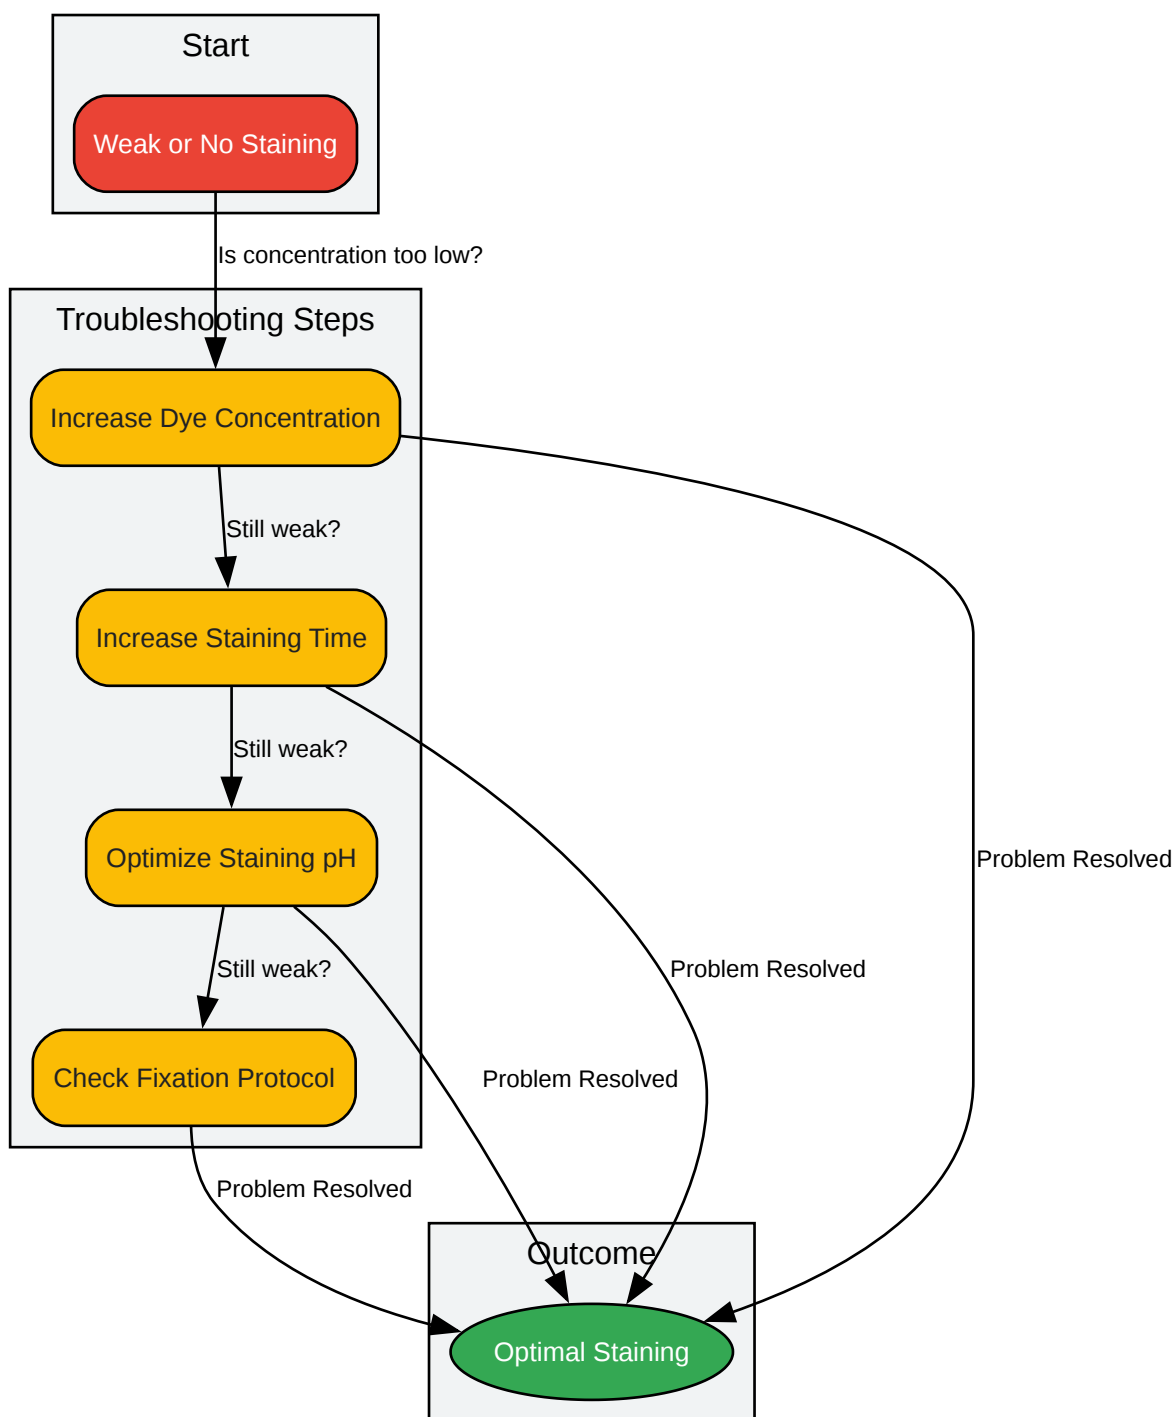 Start
Weak or No Staining
Is concentration too low?
Troubleshooting Steps
Increase Dye Concentration
Still weak?
Increase Staining Time
Still weak?
Optimize Staining pH
Problem Resolved
Still weak?
Problem Resolved
Check Fixation Protocol
Problem Resolved
Problem Resolved
Outcome
Optimal Staining